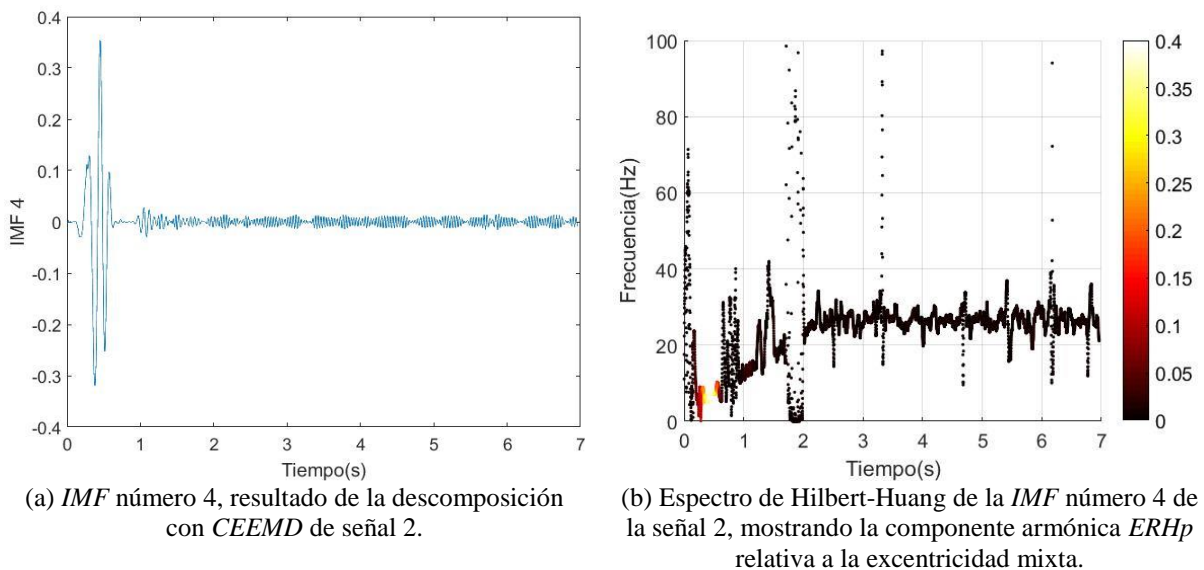 0.4
0.3
0.2
0.1
0
-0.1
-0.2
-0.3
-0.4
IMF 4
0 1 2 3 4 5 6 7
Tiempo(s)
(a) IMF número 4, resultado de la descomposición
con CEEMD de señal 2.
100
80
60
40
20
0
Frecuencia(Hz)
0 1 2 3 4 5 6 7
Tiempo(s)
0.4
0.35
0.3
0.25
0.2
0.15
0.1
0.05
0
(b) Espectro de Hilbert-Huang de la IMF número 4 de
la señal 2, mostrando la componente armónica ERHp
relativa a la excentricidad mixta.